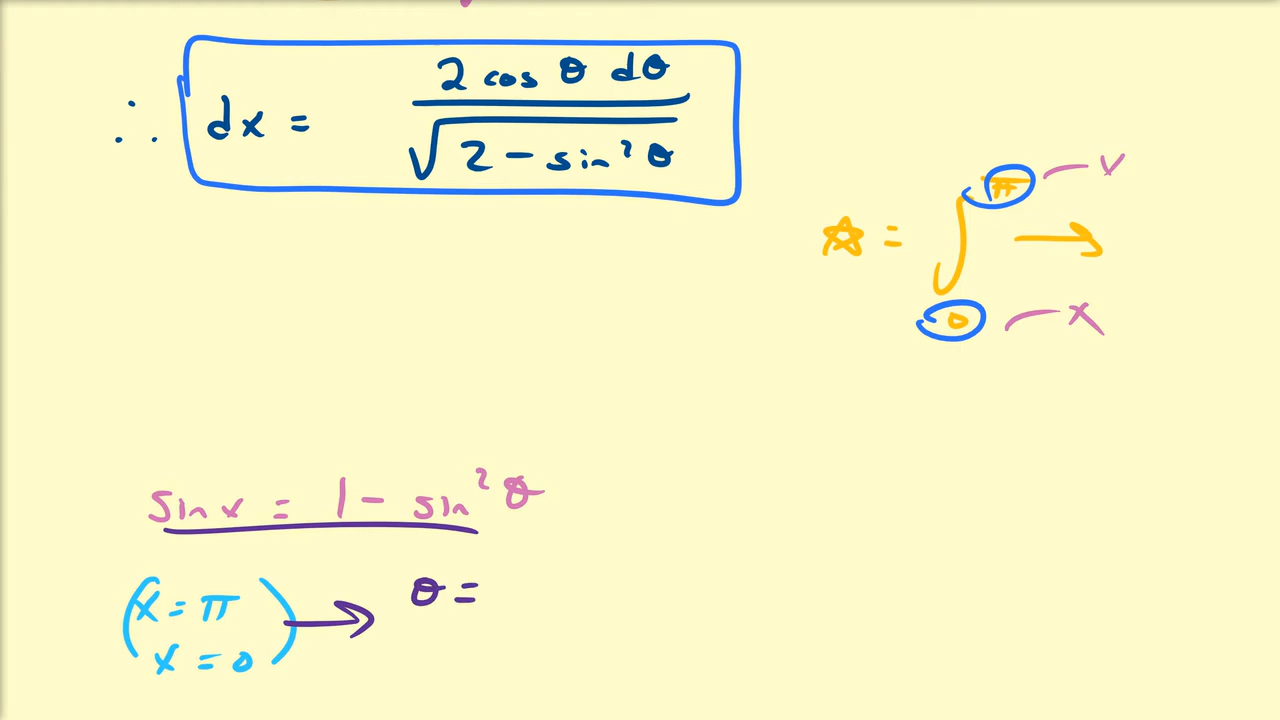 ∴ dx = 2 cos θ dθ / √(2 - sin² θ)
☆ = ∫₀^π →
x
sin x = 1 - sin² θ
(x = π → θ =
x = 0)